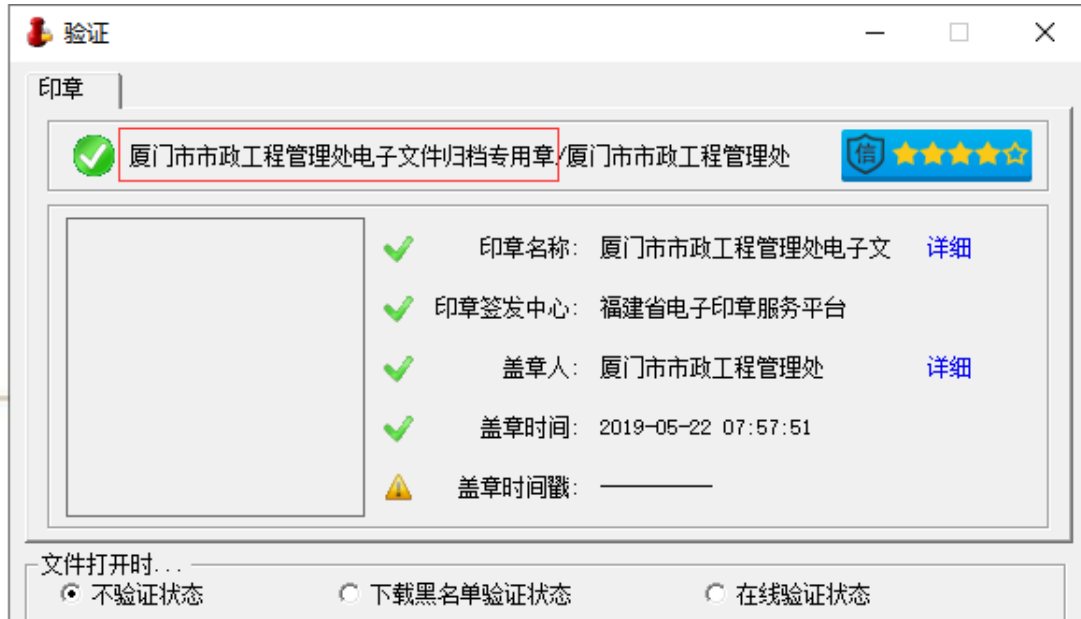 验证
印章
厦门市市政工程管理处电子文件归档专用章/厦门市市政工程管理处 信
印章名称: 厦门市市政工程管理处电子文 详细
印章签发中心: 福建省电子印章服务平台
盖章人: 厦门市市政工程管理处 详细
盖章时间: 2019-05-22 07:57:51
盖章时间戳: ————
文件打开时...
不验证状态 下载黑名单验证状态 在线验证状态